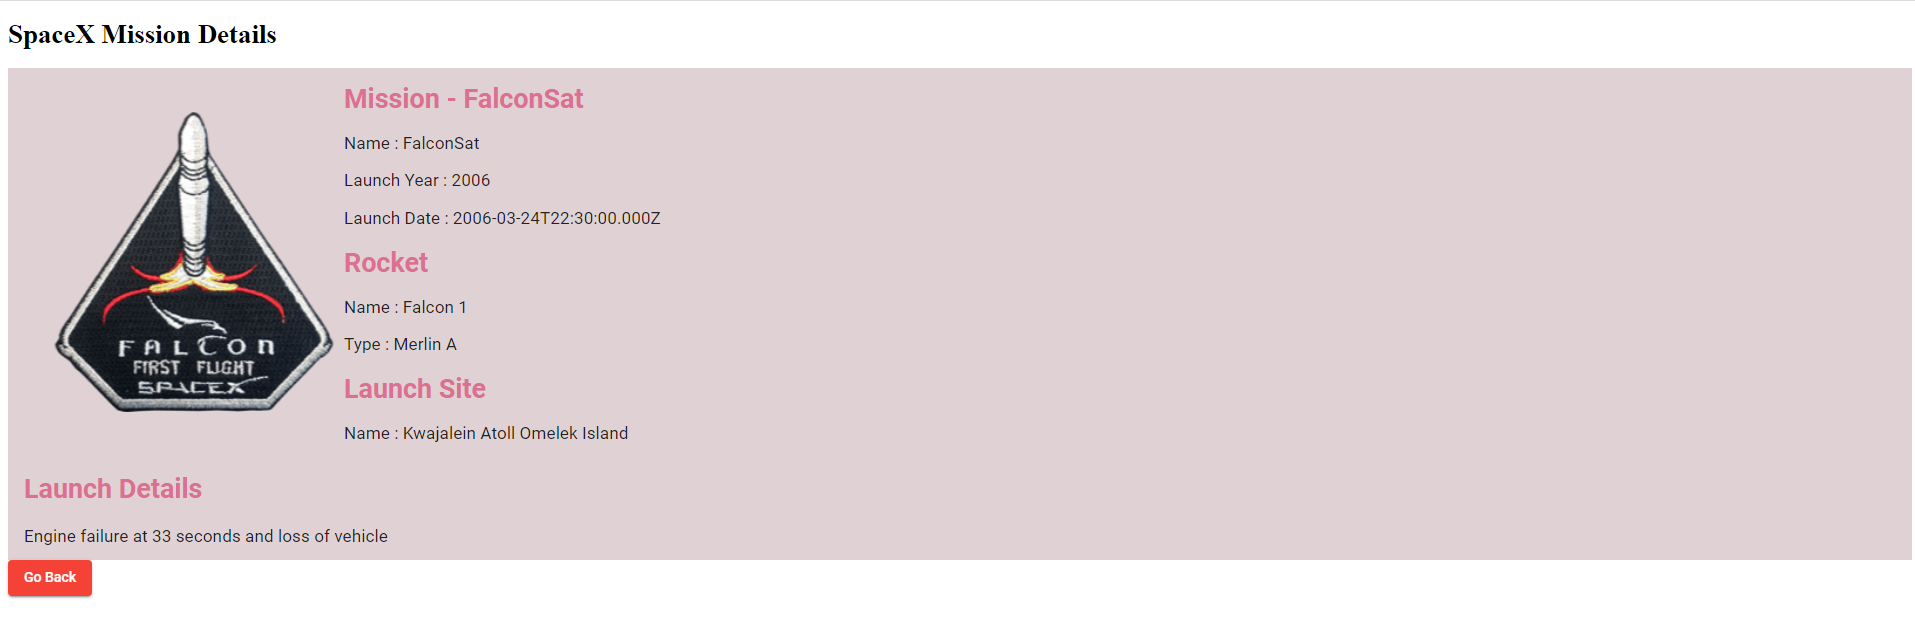 SpaceX Mission Details
Mission - FalconSat
Name : FalconSat
Launch Year : 2006
Launch Date : 2006-03-24T22:30:00.000Z
Rocket
Name : Falcon 1
Type : Merlin A
Launch Site
Name : Kwajalein Atoll Omelek Island
FALCON
FIRST FLIGHT
SPACEX
Launch Details
Engine failure at 33 seconds and loss of vehicle
Go Back